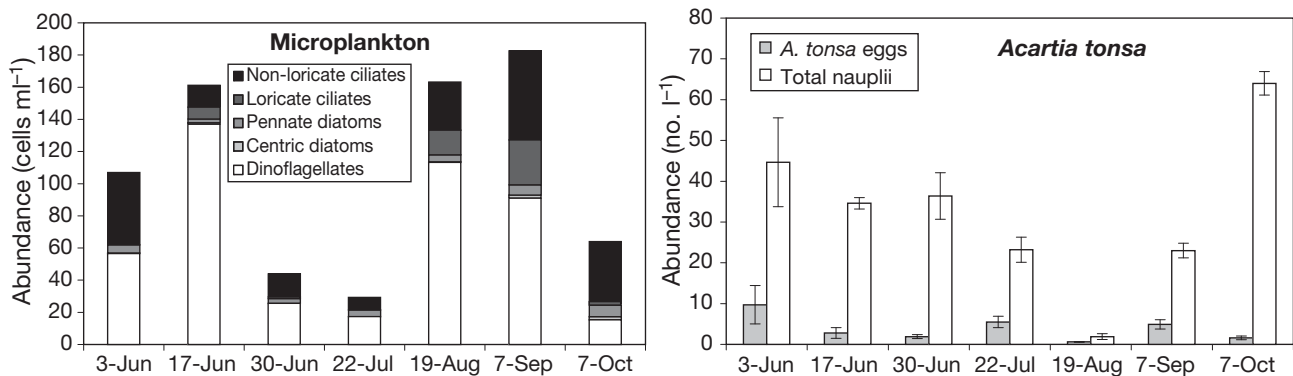 Microplankton
Non-loricate ciliates
Loricate ciliates
Pennate diatoms
Centric diatoms
Dinoflagellates
Abundance (cells ml⁻¹)
200
180
160
140
120
100
80
60
40
20
0
3-Jun 17-Jun 30-Jun 22-Jul 19-Aug 7-Sep 7-Oct
Acartia tonsa
A. tonsa eggs
Total nauplii
Abundance (no. l⁻¹)
80
70
60
50
40
30
20
10
0
3-Jun 17-Jun 30-Jun 22-Jul 19-Aug 7-Sep 7-Oct